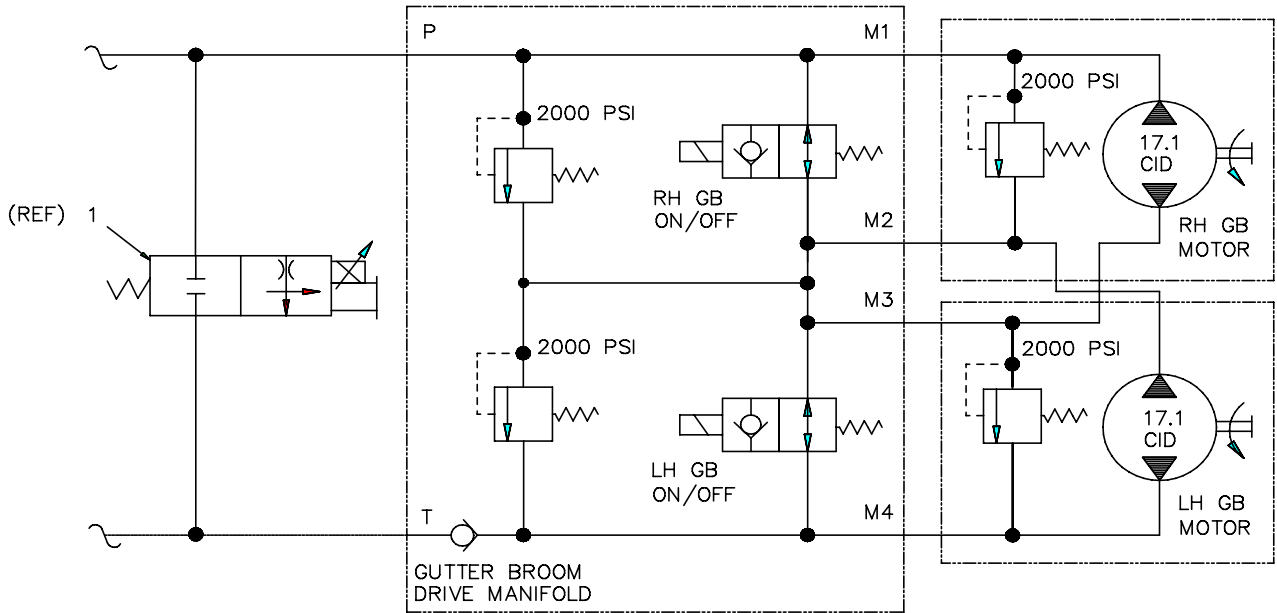 P
M1
2000 PSI
2000 PSI
17.1
CID
RH GB
ON/OFF
(REF) 1
M2
RH GB
MOTOR
M3
2000 PSI
2000 PSI
17.1
CID
LH GB
ON/OFF
T
M4
LH GB
MOTOR
GUTTER BROOM
DRIVE MANIFOLD